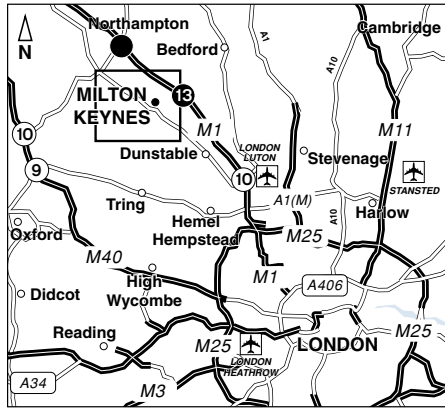 Northampton
Cambridge
N
Bedford
A1
A10
MILTON
KEYNES
13
M1
M11
10
LONDON
LUTON
Dunstable
Stevenage
9
10
STANSTED
A1(M)
A10
Tring
Harlow
Hemel
Hempstead
M25
Oxford
M40
M1
High
Wycombe
A406
Didcot
Reading
M25
LONDON
HEATHROW
LONDON
M25
A34
M3